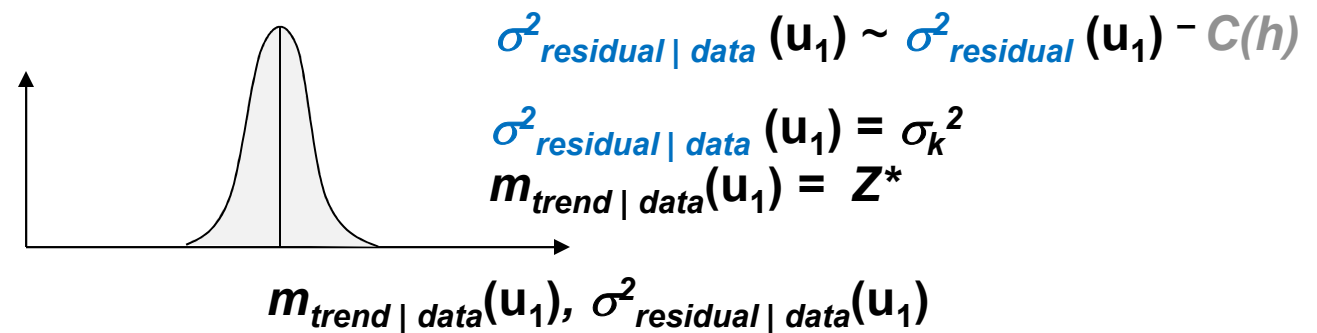 σ²residual | data (u₁) ~ σ²residual (u₁) – C(h)
σ²residual | data (u₁) = σₖ²
mtrend | data(u₁) = Z*
mtrend | data(u₁), σ²residual | data(u₁)